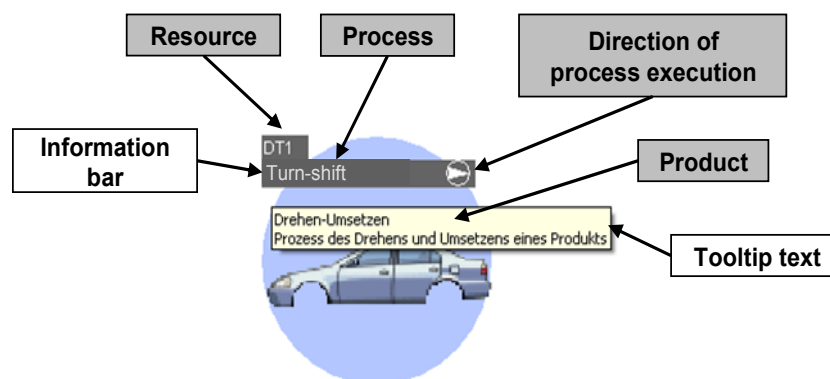 Resource
Process
Direction of
process execution
Information
bar
DT1
Turn-shift
Product
Drehen-Umsetzen
Prozess des Drehens und Umsetzens eines Produkts
Tooltip text